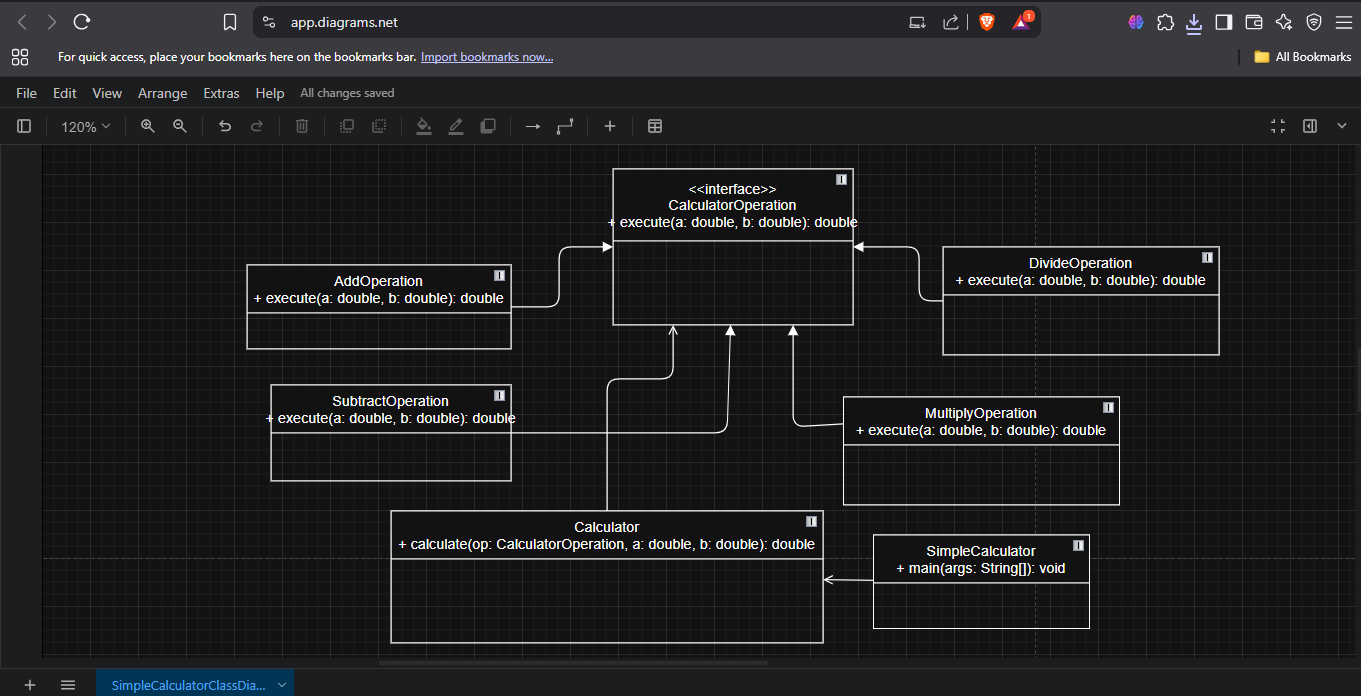 app.diagrams.net
1
For quick access, place your bookmarks here on the bookmarks bar. Import bookmarks now...
All Bookmarks
File Edit View Arrange Extras Help All changes saved
120%
<<interface>>
CalculatorOperation
+ execute(a: double, b: double): double
AddOperation
+ execute(a: double, b: double): double
DivideOperation
+ execute(a: double, b: double): double
SubtractOperation
+ execute(a: double, b: double): double
MultiplyOperation
+ execute(a: double, b: double): double
Calculator
+ calculate(op: CalculatorOperation, a: double, b: double): double
SimpleCalculator
+ main(args: String[]): void
SimpleCalculatorClassDia...